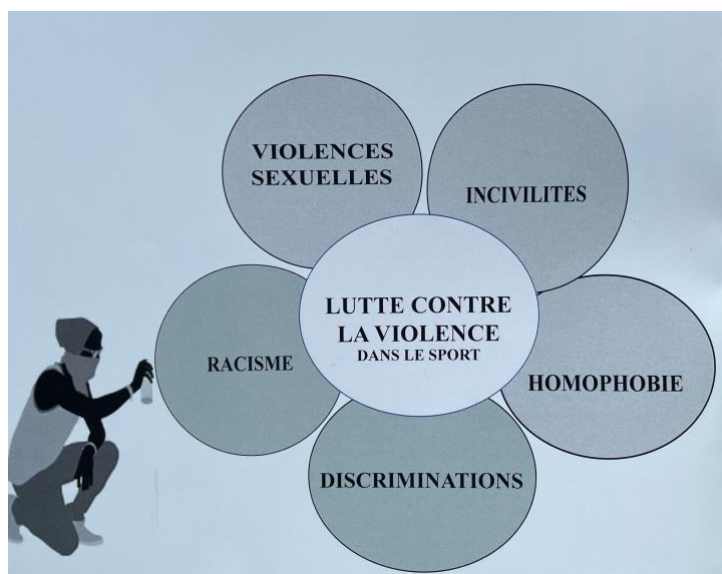 VIOLENCES
SEXUELLES
INCIVILITES
LUTTE CONTRE
LA VIOLENCE
DANS LE SPORT
RACISME
HOMOPHOBIE
DISCRIMINATIONS